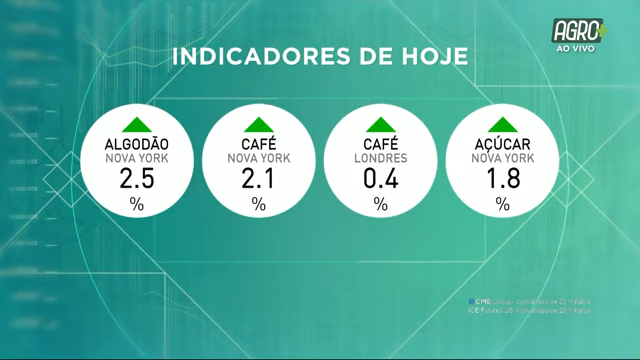 AGRO+
AO VIVO
INDICADORES DE HOJE
ALGODÃO
NOVA YORK
2.5
%
CAFÉ
NOVA YORK
2.1
%
CAFÉ
LONDRES
0.4
%
AÇÚCAR
NOVA YORK
1.8
%
CME
ICE Futures